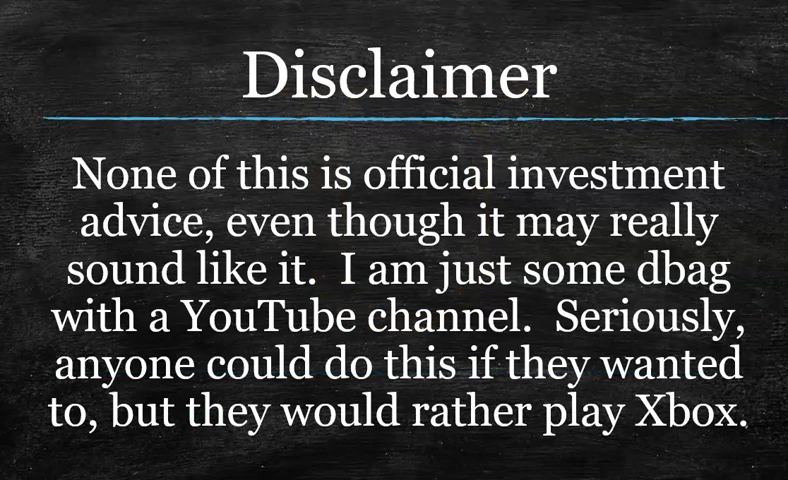 Disclaimer
None of this is official investment
advice, even though it may really
sound like it.  I am just some dbag
with a YouTube channel.  Seriously,
anyone could do this if they wanted
to, but they would rather play Xbox.